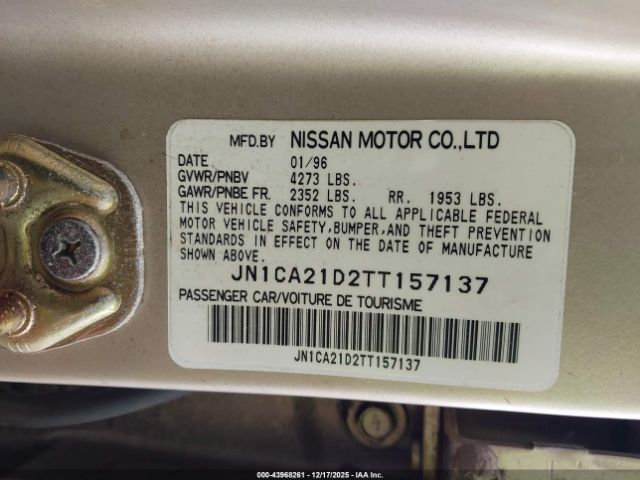 MFD.BY NISSAN MOTOR CO.,LTD
DATE 01/96
GVWR/PNBV 4273 LBS.
GAWR/PNBE FR. 2352 LBS. RR. 1953 LBS.
THIS VEHICLE CONFORMS TO ALL APPLICABLE FEDERAL
MOTOR VEHICLE SAFETY, BUMPER, AND THEFT PREVENTION
STANDARDS IN EFFECT ON THE DATE OF MANUFACTURE
SHOWN ABOVE.
JN1CA21D2TT157137
PASSENGER CAR/VOITURE DE TOURISME
JN1CA21D2TT157137
000-43968261 - 12/17/2025 - IAA Inc.